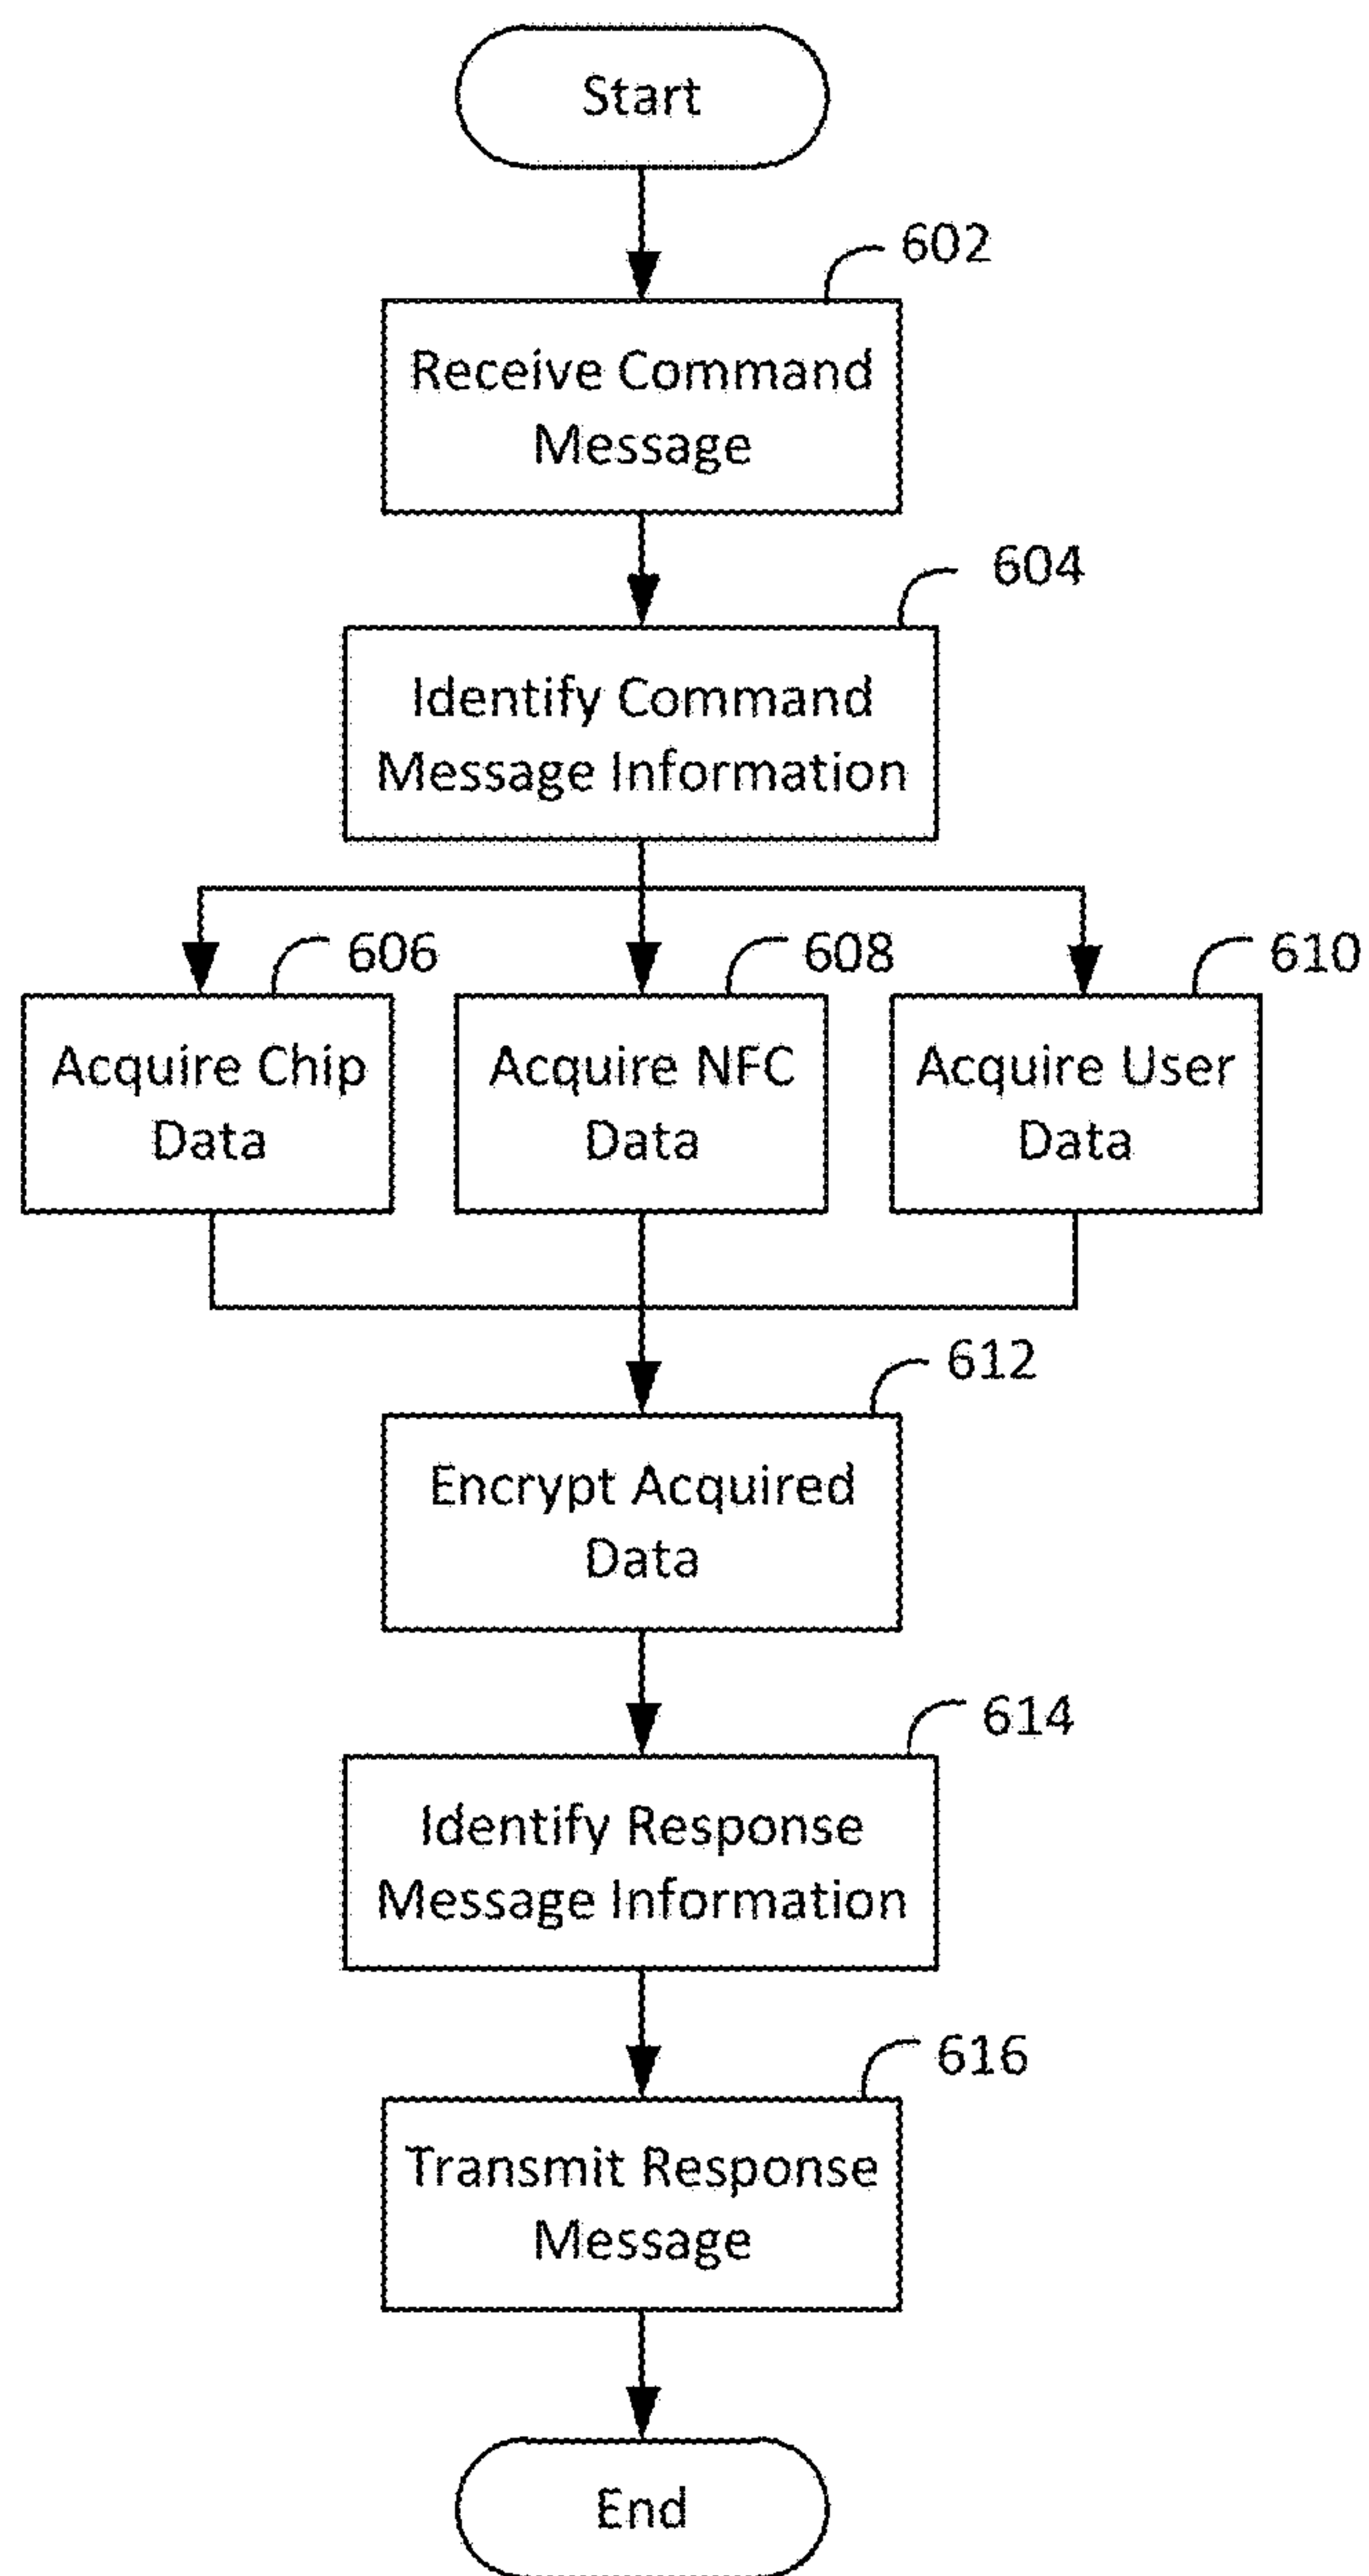 Start
602
Receive Command
Message
604
Identify Command
Message Information
606
608
610
Acquire Chip
Data
Acquire NFC
Data
Acquire User
Data
612
Encrypt Acquired
Data
614
Identify Response
Message Information
616
Transmit Response
Message
End